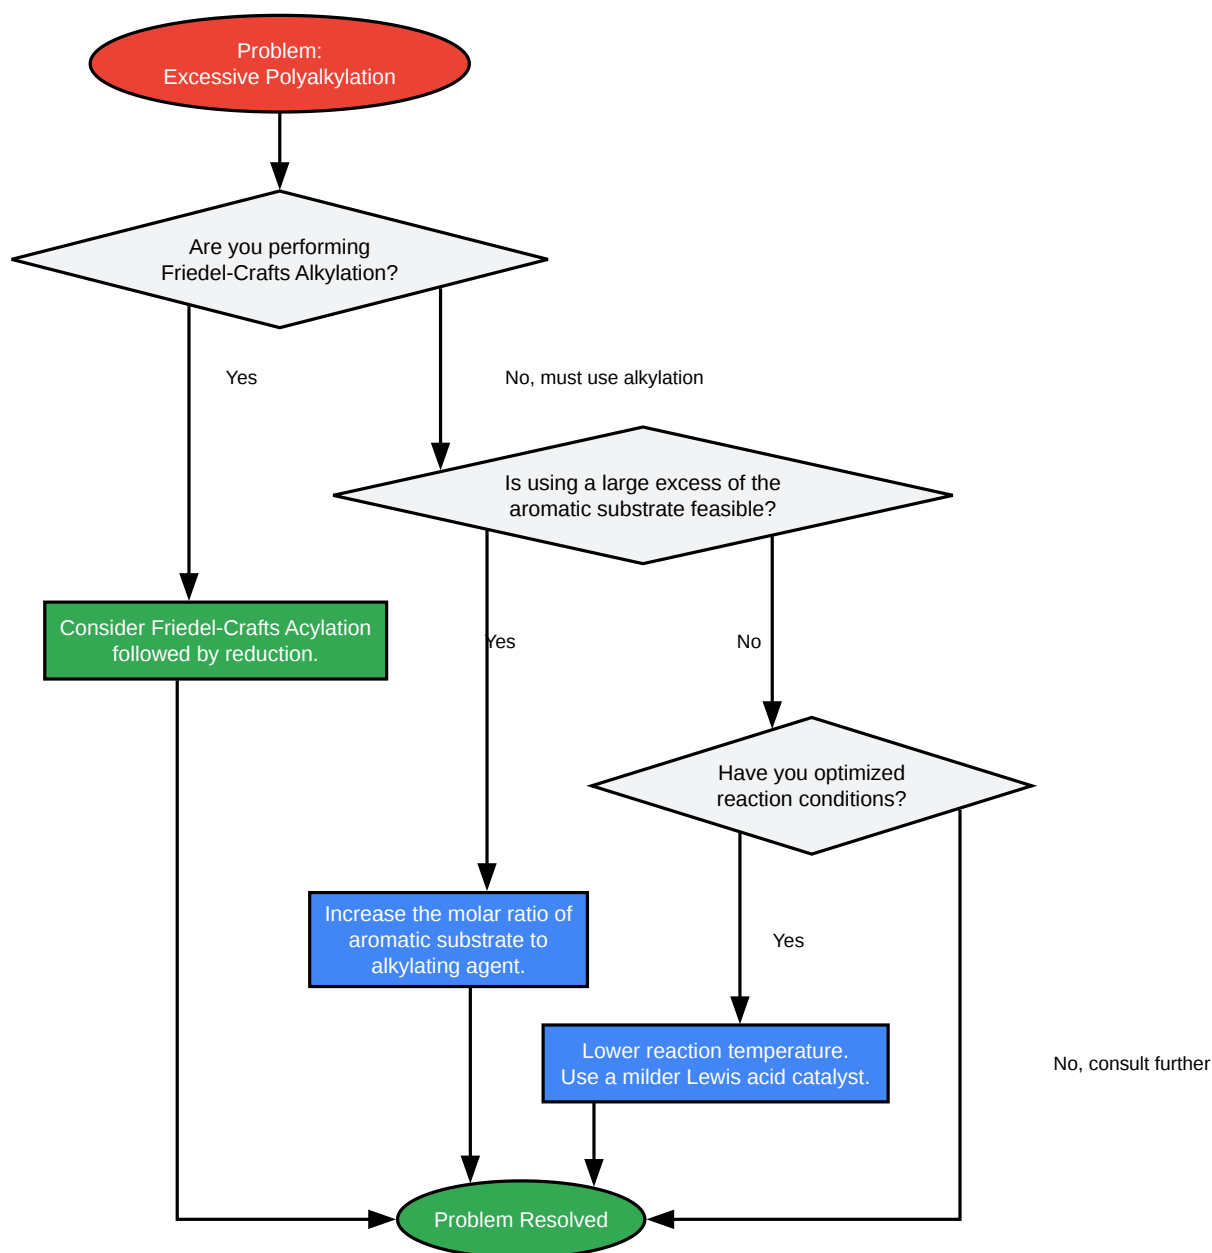 Problem:
Excessive Polyalkylation
Are you performing
Friedel-Crafts Alkylation?
Yes
No, must use alkylation
Is using a large excess of the
aromatic substrate feasible?
Consider Friedel-Crafts Acylation
followed by reduction.
Yes
No
Have you optimized
reaction conditions?
Increase the molar ratio of
aromatic substrate to
alkylating agent.
Yes
Lower reaction temperature.
Use a milder Lewis acid catalyst.
No, consult further
Problem Resolved